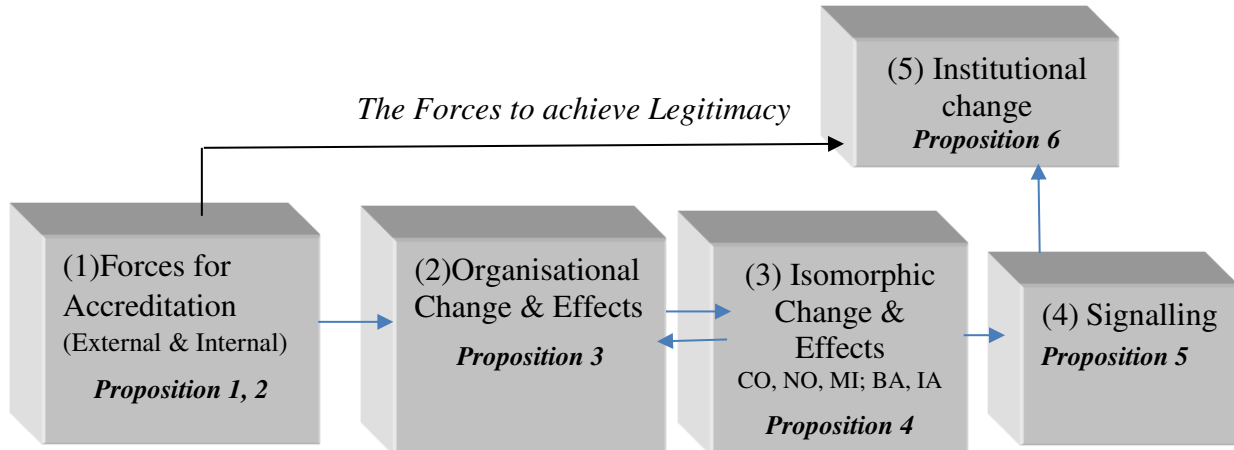 The Forces to achieve Legitimacy
(5) Institutional
change
Proposition 6
(1)Forces for
Accreditation
(External & Internal)
Proposition 1, 2
(2)Organisational
Change & Effects
Proposition 3
(3) Isomorphic
Change &
Effects
CO, NO, MI; BA, IA
Proposition 4
(4) Signalling
Proposition 5